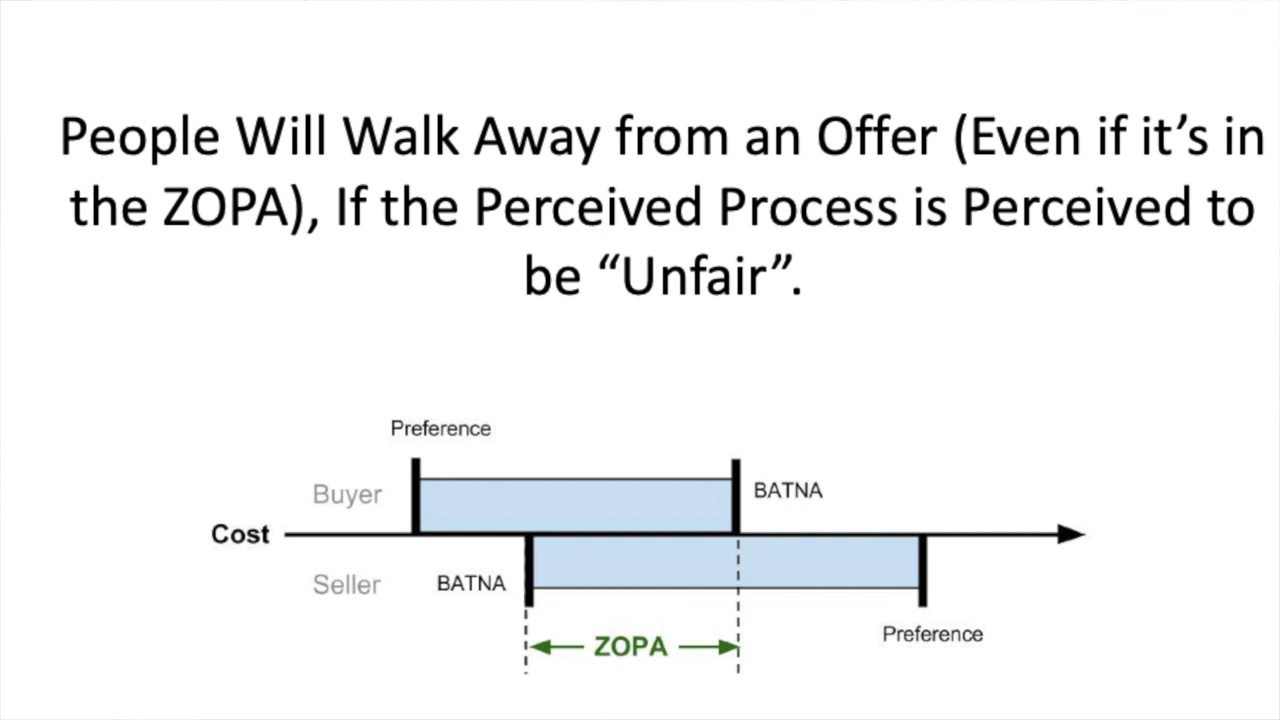 People Will Walk Away from an Offer (Even if it’s in
the ZOPA), If the Perceived Process is Perceived to
be “Unfair”.
Preference
Buyer
BATNA
Cost
Seller
BATNA
Preference
ZOPA